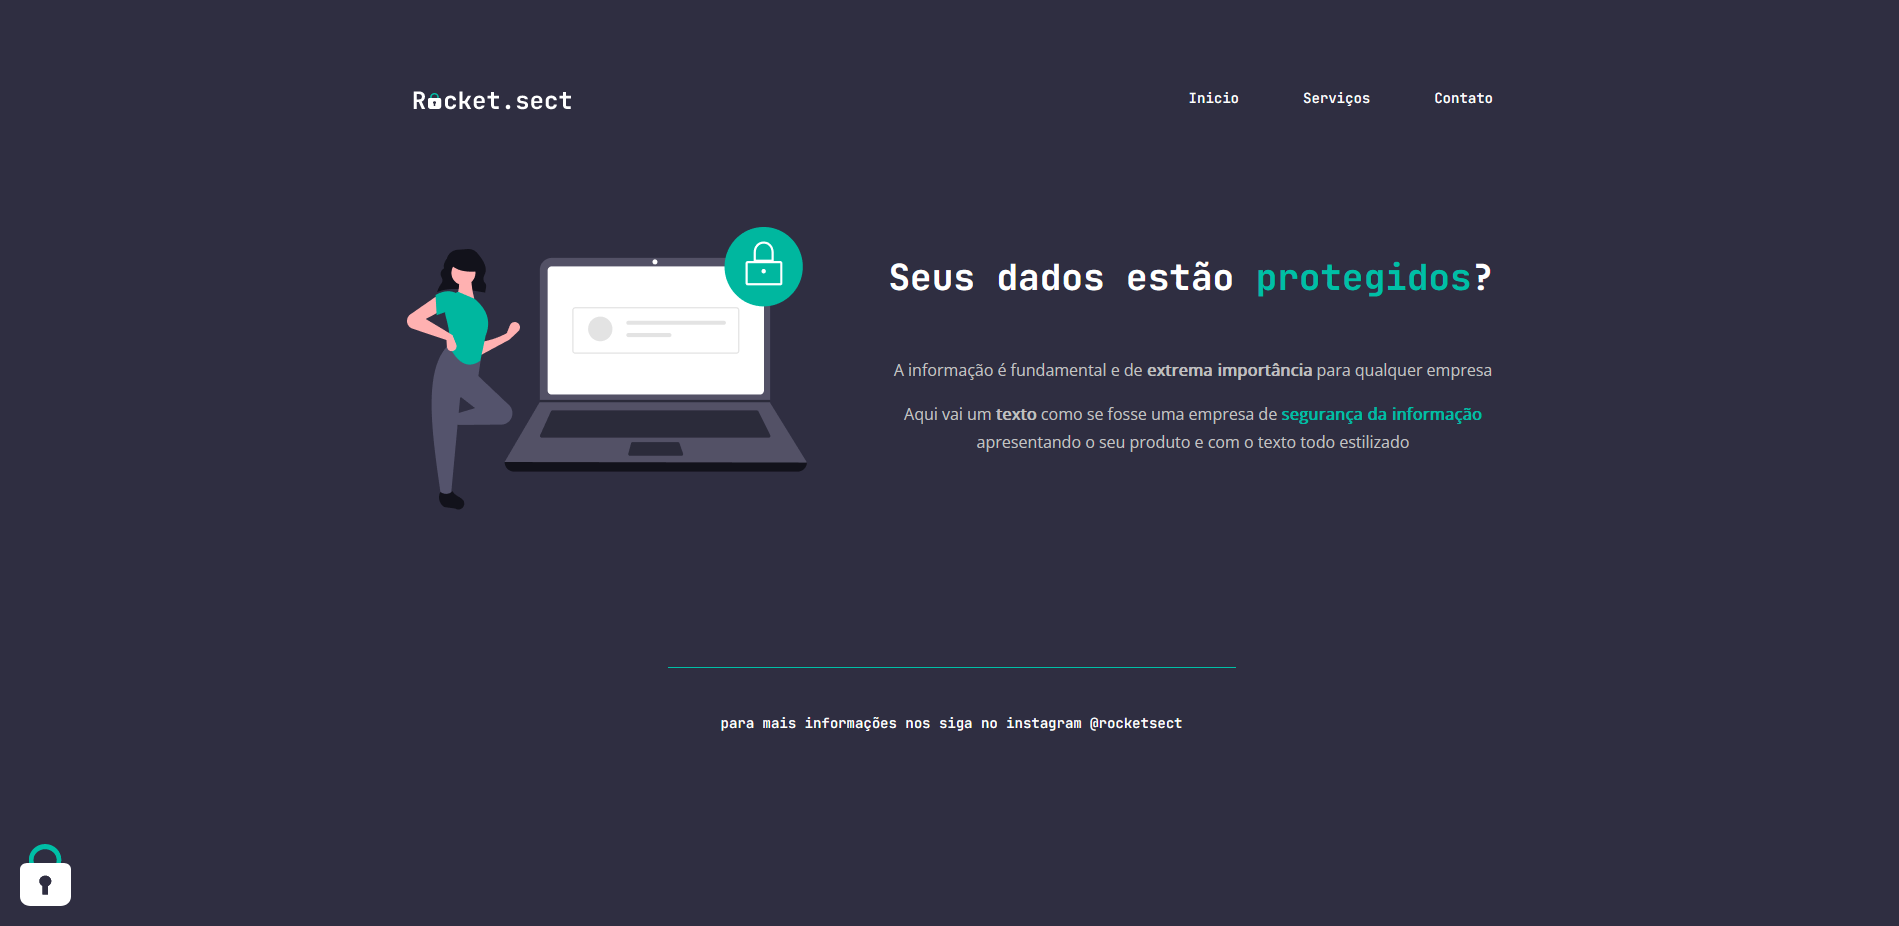 Rocket.sect
Inicio Serviços Contato
Seus dados estão protegidos?
A informação é fundamental e de extrema importância para qualquer empresa
Aqui vai um texto como se fosse uma empresa de segurança da informação
apresentando o seu produto e com o texto todo estilizado
para mais informações nos siga no instagram @rocketsect